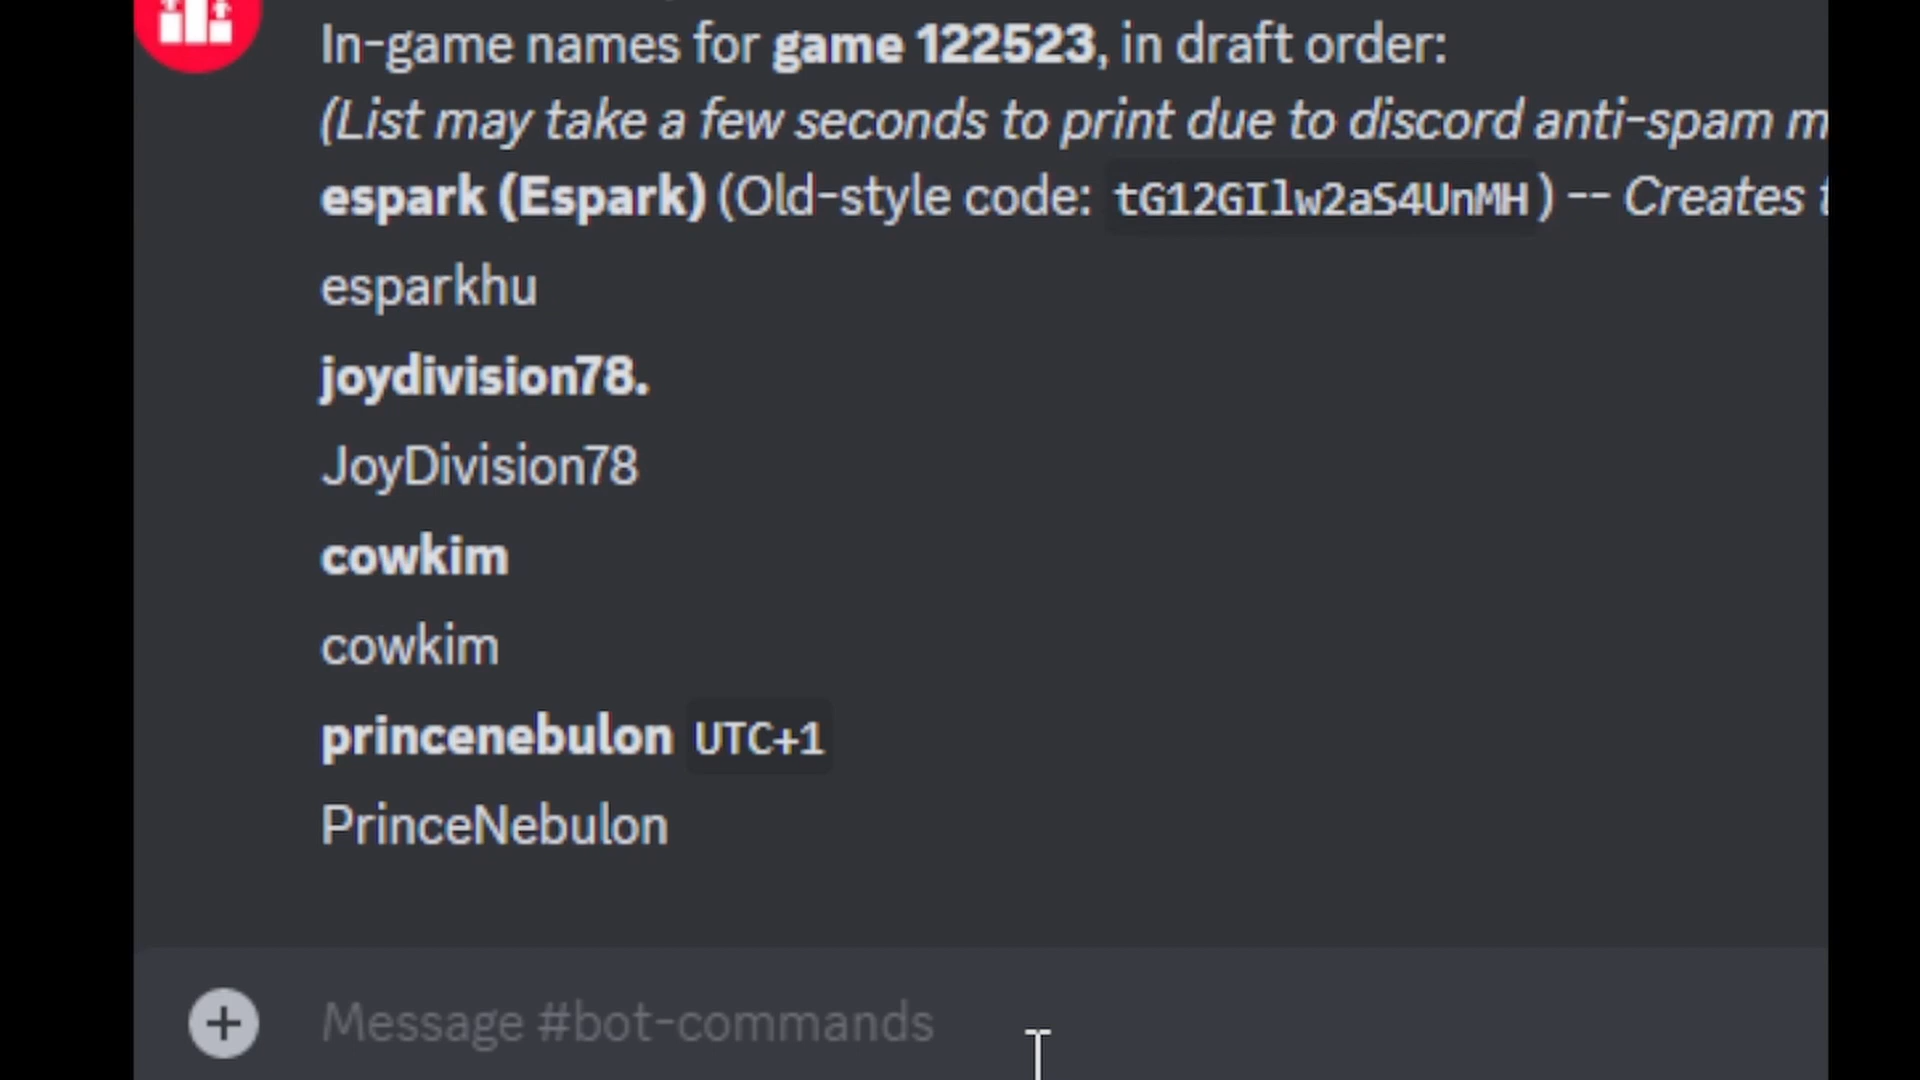 In-game names for game 122523, in draft order:
(List may take a few seconds to print due to discord anti-spam m
espark (Espark) (Old-style code: tG12GIlw2aS4UnMH) -- Creates t
esparkhu
joydivision78.
JoyDivision78
cowkim
cowkim
princenebulon UTC+1
PrinceNebulon
Message #bot-commands